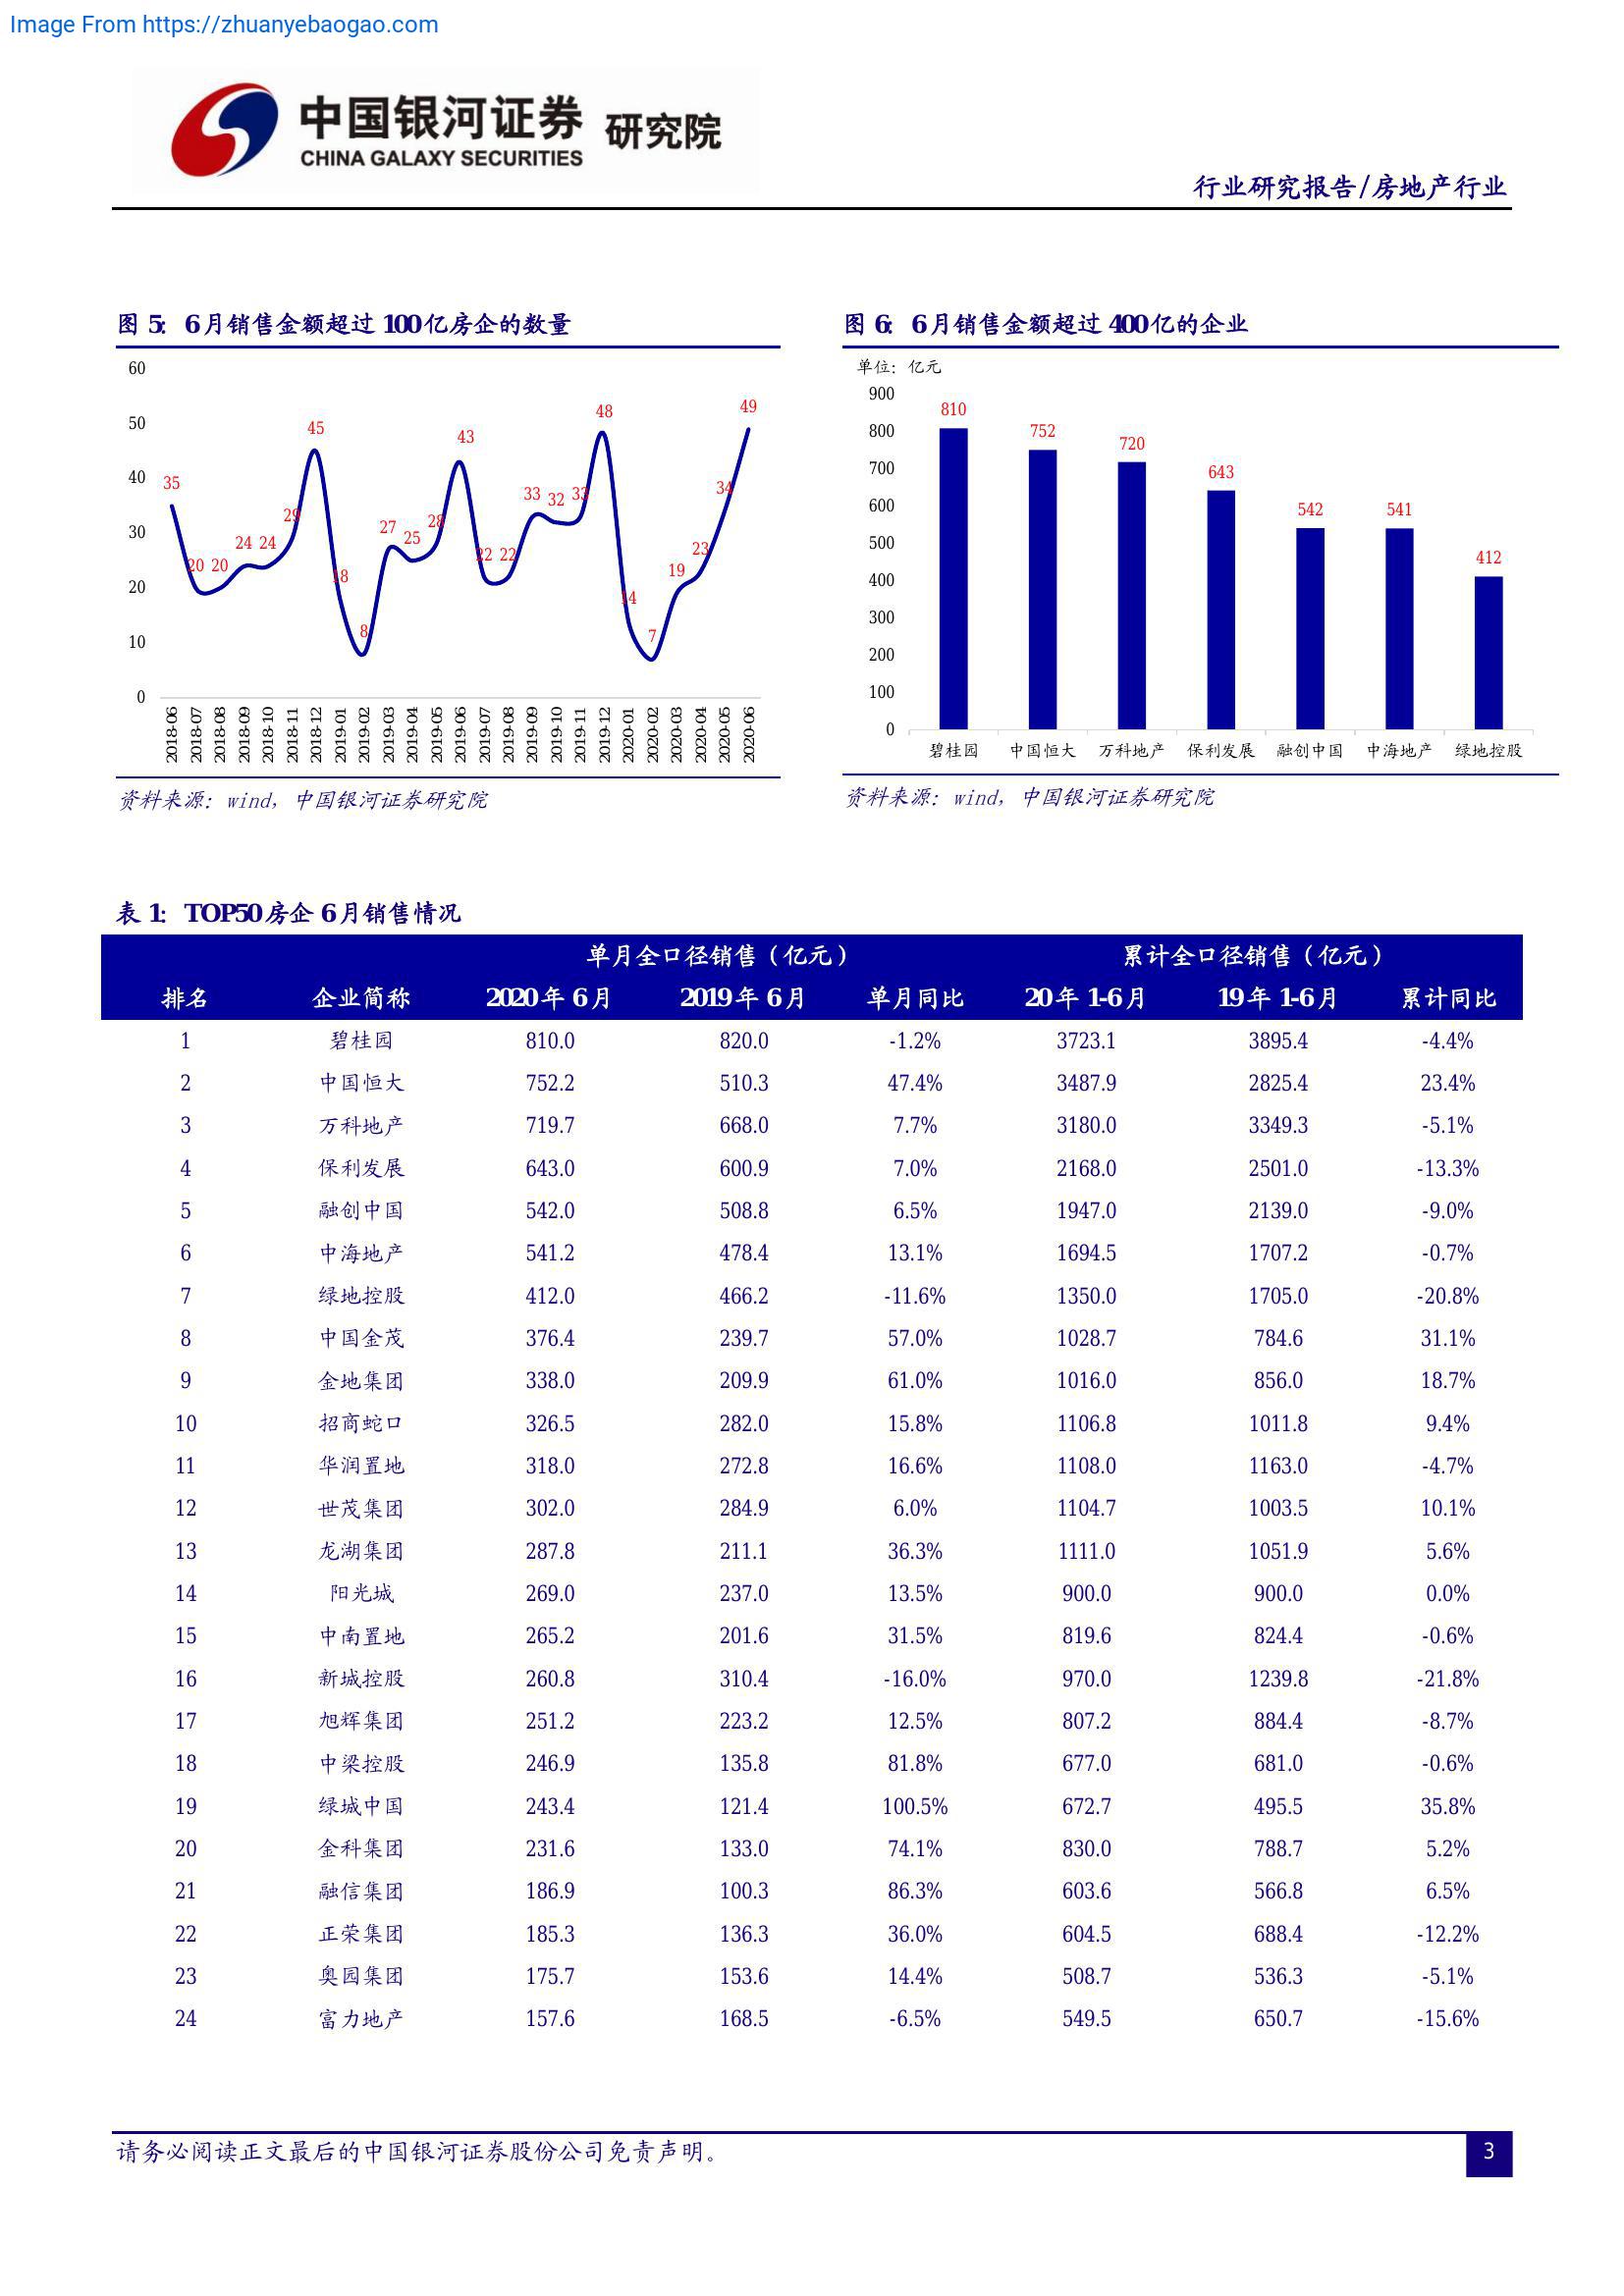 Image From https://zhuanyebaogao.com
中国银河证券 研究院
CHINA GALAXY SECURITIES
行业研究报告/房地产行业
图 5: 6 月销售金额超过 100 亿房企的数量
60
50
40
30
20
10
0
35
20
20
24
24
29
45
18
8
27
25
28
43
22
22
33
32
33
48
14
7
19
23
34
49
2018-06
2018-07
2018-08
2018-09
2018-10
2018-11
2018-12
2019-01
2019-02
2019-03
2019-04
2019-05
2019-06
2019-07
2019-08
2019-09
2019-10
2019-11
2019-12
2020-01
2020-02
2020-03
2020-04
2020-05
2020-06
资料来源: wind, 中国银河证券研究院
图 6: 6 月销售金额超过 400 亿的企业
单位: 亿元
900
800
700
600
500
400
300
200
100
0
810
752
720
643
542
541
412
碧桂园 中国恒大 万科地产 保利发展 融创中国 中海地产 绿地控股
资料来源: wind, 中国银河证券研究院
表 1: TOP50 房企 6 月销售情况
单月全口径销售（亿元） 累计全口径销售（亿元）
排名 企业简称 2020 年 6 月 2019 年 6 月 单月同比 20 年 1-6 月 19 年 1-6 月 累计同比
1 碧桂园 810.0 820.0 -1.2% 3723.1 3895.4 -4.4%
2 中国恒大 752.2 510.3 47.4% 3487.9 2825.4 23.4%
3 万科地产 719.7 668.0 7.7% 3180.0 3349.3 -5.1%
4 保利发展 643.0 600.9 7.0% 2168.0 2501.0 -13.3%
5 融创中国 542.0 508.8 6.5% 1947.0 2139.0 -9.0%
6 中海地产 541.2 478.4 13.1% 1694.5 1707.2 -0.7%
7 绿地控股 412.0 466.2 -11.6% 1350.0 1705.0 -20.8%
8 中国金茂 376.4 239.7 57.0% 1028.7 784.6 31.1%
9 金地集团 338.0 209.9 61.0% 1016.0 856.0 18.7%
10 招商蛇口 326.5 282.0 15.8% 1106.8 1011.8 9.4%
11 华润置地 318.0 272.8 16.6% 1108.0 1163.0 -4.7%
12 世茂集团 302.0 284.9 6.0% 1104.7 1003.5 10.1%
13 龙湖集团 287.8 211.1 36.3% 1111.0 1051.9 5.6%
14 阳光城 269.0 237.0 13.5% 900.0 900.0 0.0%
15 中南置地 265.2 201.6 31.5% 819.6 824.4 -0.6%
16 新城控股 260.8 310.4 -16.0% 970.0 1239.8 -21.8%
17 旭辉集团 251.2 223.2 12.5% 807.2 884.4 -8.7%
18 中梁控股 246.9 135.8 81.8% 677.0 681.0 -0.6%
19 绿城中国 243.4 121.4 100.5% 672.7 495.5 35.8%
20 金科集团 231.6 133.0 74.1% 830.0 788.7 5.2%
21 融信集团 186.9 100.3 86.3% 603.6 566.8 6.5%
22 正荣集团 185.3 136.3 36.0% 604.5 688.4 -12.2%
23 奥园集团 175.7 153.6 14.4% 508.7 536.3 -5.1%
24 富力地产 157.6 168.5 -6.5% 549.5 650.7 -15.6%
请务必阅读正文最后的中国银河证券股份公司免责声明。
3